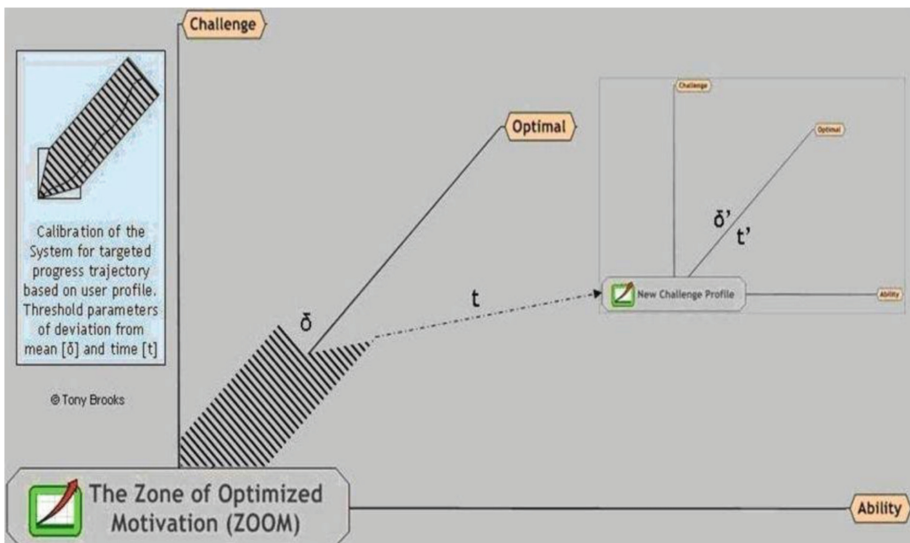 Challenge
Calibration of the
System for targeted
progress trajectory
based on user profile.
Threshold parameters
of deviation from
mean [δ] and time [t]
© Tony Brooks
Optimal
δ
t
Challenge
Optimal
δ'
t'
New Challenge Profile
Ability
The Zone of Optimized
Motivation (ZOOM)
Ability